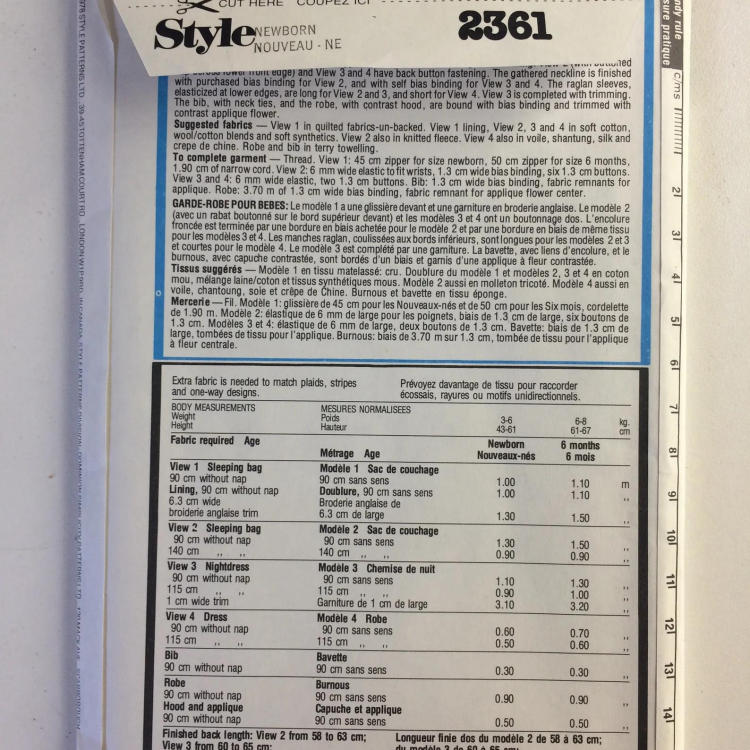 CUT HERE COUPEZ ICI
Style NEWBORN
NOUVEAU - NE
2361
front edge) and View 3 and 4 have back button fastening. The gathered neckline is finished
with purchased bias binding for View 2, and with self bias binding for View 3 and 4. The raglan sleeves,
elasticized at lower edges, are long for View 2 and 3, and short for View 4. View 3 is completed with trimming.
The bib, with neck ties, and the robe, with contrast hood, are bound with bias binding and trimmed with
contrast applique flower.
Suggested fabrics — View 1 in quilted fabrics-un-backed. View 1 lining, View 2, 3 and 4 in soft cotton,
wool/cotton blends and soft synthetics. View 2 also in knitted fleece. View 4 also in voile, shantung, silk and
crepe de chine. Robe and bib in terry towelling.
To complete garment — Thread. View 1: 45 cm zipper for size newborn, 50 cm zipper for size 6 months,
1.90 cm of narrow cord. View 2: 6 mm wide elastic to fit wrists, 1.3 cm wide bias binding, six 1.3 cm buttons.
View 3 and 4: 6 mm wide elastic, two 1.3 cm buttons. Bib: 1.3 cm wide bias binding, fabric remnants for
applique. Robe: 3.70 m of 1.3 cm wide bias binding, fabric remnant for applique flower center.
GARDE-ROBE POUR BEBES: Le modèle 1 a une glissière devant et une garniture en broderie anglaise. Le modèle 2
(avec un rabat boutonné sur le bord supérieur devant) et les modèles 3 et 4 ont un boutonnage dos. L'encolure
froncée est terminée par une bordure en biais achetée pour le modèle 2 et par une bordure en biais de même tissu
pour les modèles 3 et 4. Les manches raglan, coulissées aux bords inférieurs, sont longues pour les modèles 2 et 3
et courtes pour le modèle 4. Le modèle 3 est complété par une garniture. La bavette, avec liens d'encolure, et le
burnous, avec capuche contrastée, sont bordés d'un biais et garnis d'une applique à fleur contrastée.
Tissus suggérés — Modèle 1 en tissu matelassé: cru. Doublure du modèle 1 et modèles 2, 3 et 4 en coton
mou, mélange laine/coton et tissus synthétiques mous. Modèle 2 aussi en molleton tricoté. Modèle 4 aussi en
voile, chantoung, soie et crêpe de Chine. Burnous et bavette en tissu éponge.
Mercerie — Fil. Modèle 1: glissière de 45 cm pour les Nouveaux-nés et de 50 cm pour les Six mois, cordelette
de 1.90 m. Modèle 2: élastique de 6 mm de large pour les poignets, biais de 1.3 cm de large, six boutons de
1.3 cm. Modèles 3 et 4: élastique de 6 mm de large, deux boutons de 1.3 cm. Bavette: biais de 1.3 cm de
large, tombées de tissu pour l'applique. Burnous: biais de 3.70 m sur 1.3 cm, tombée de tissu pour l'applique
à fleur centrale.
Extra fabric is needed to match plaids, stripes
and one-way designs.
Prévoyez davantage de tissu pour raccorder
écossais, rayures ou motifs unidirectionnels.
BODY MEASUREMENTS MESURES NORMALISEES
Weight Poids 3-6 6-8 kg.
Height Hauteur 43-61 61-67 cm
Fabric required Age Métrage Age Newborn 6 months
Nouveaux-nés 6 mois
View 1 Sleeping bag Modèle 1 Sac de couchage
90 cm without nap 90 cm sans sens 1.00 1.10 m
Lining, 90 cm without nap Doublure, 90 cm sans sens 1.00 1.10 ,,
6.3 cm wide Broderie anglaise de
broiderie anglaise trim 6.3 cm de large 1.30 1.50 ,,
View 2 Sleeping bag Modèle 2 Sac de couchage
90 cm without nap 90 cm sans sens 1.30 1.50 ,,
140 cm ,, ,, 140 cm ,, ,, 0.90 0.90 ,,
View 3 Nightdress Modèle 3 Chemise de nuit
90 cm without nap 90 cm sans sens 1.10 1.30 ,,
115 cm ,, ,, 115 cm ,, ,, 0.90 1.00 ,,
1 cm wide trim Garniture de 1 cm de large 3.10 3.20 ,,
View 4 Dress Modèle 4 Robe
90 cm without nap 90 cm sans sens 0.60 0.70 ,,
115 cm ,, ,, 115 cm ,, ,, 0.50 0.60 ,,
Bib Bavette
90 cm without nap 90 cm sans sens 0.30 0.30 ,,
Robe Burnous
90 cm without nap 90 cm sans sens 0.90 0.90 ,,
Hood and applique Capuche et applique
90 cm without nap 90 cm sans sens 0.50 0.50 ,,
Finished back length: View 2 from 58 to 63 cm;
View 3 from 60 to 65 cm;
Longueur finie dos du modèle 2 de 58 à 63 cm;
du modèle 3 de 60 à 65 cm;
ndy rule
sure pratique
c/ms
2
3
4
5
6
7
8
9
10
11
12
13
14